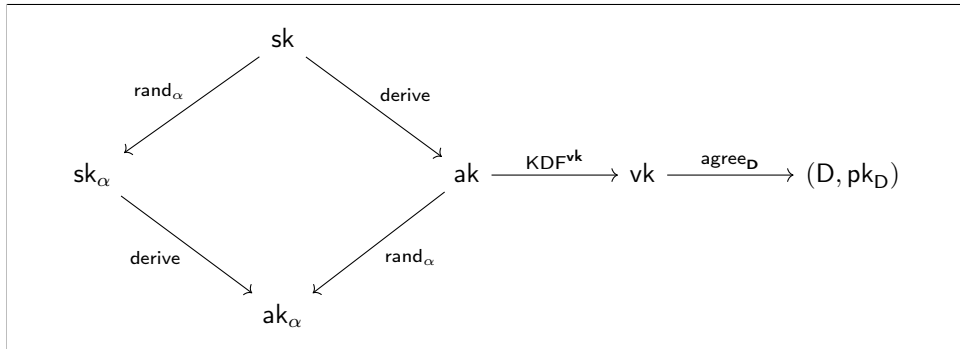 sk
rand_α
derive
sk_α
ak
KDF^vk
vk
agree_D
(D, pk_D)
derive
rand_α
ak_α